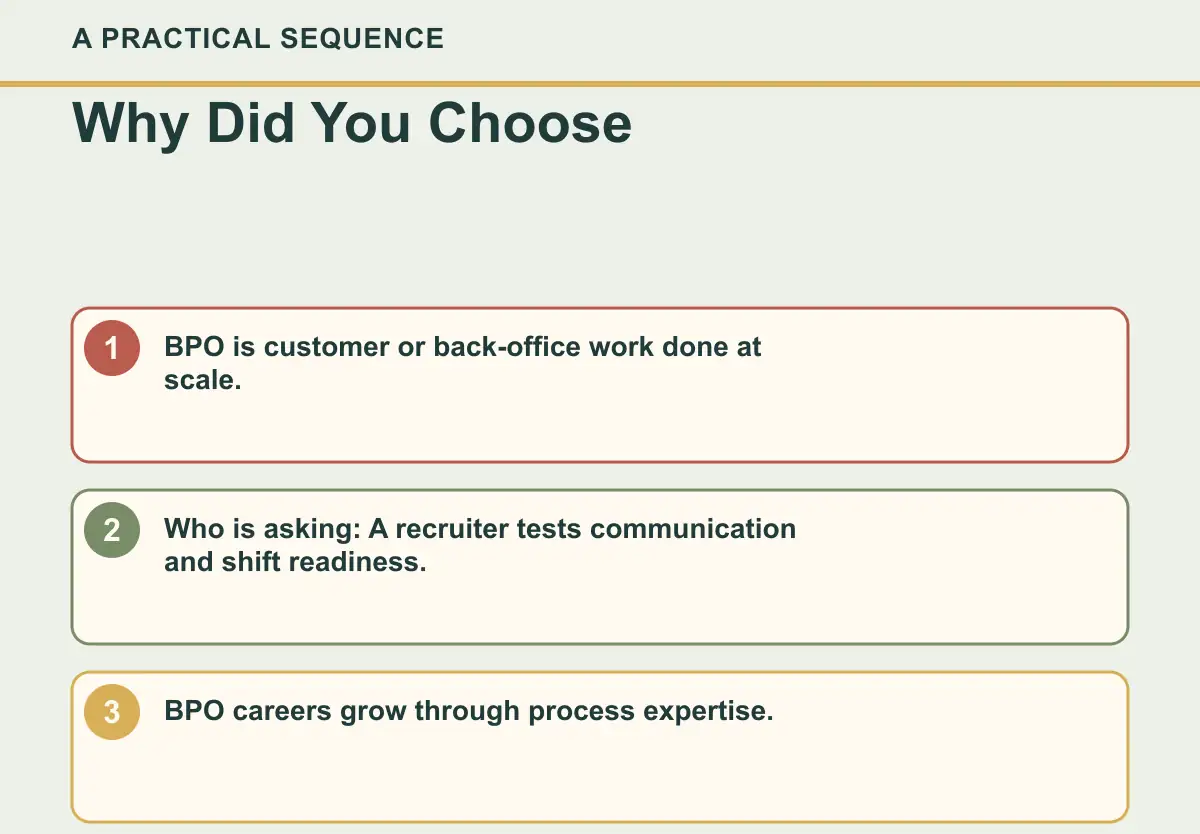 A PRACTICAL SEQUENCE
Why Did You Choose
1
BPO is customer or back-office work done at
scale.
2
Who is asking: A recruiter tests communication
and shift readiness.
3
BPO careers grow through process expertise.